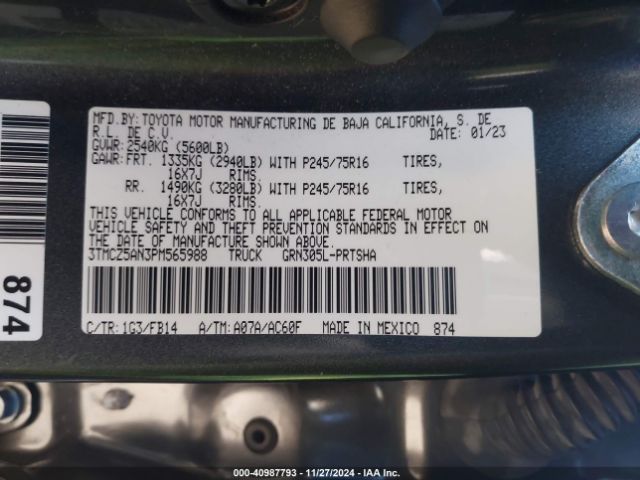 MFD.BY: TOYOTA MOTOR MANUFACTURING DE BAJA CALIFORNIA, S. DE
R.L. DE C.V. DATE: 01/23
GVWR: 2540KG (5600LB)
GAWR: FRT. 1335KG (2940LB) WITH P245/75R16 TIRES,
16X7J RIMS.
RR. 1490KG (3280LB) WITH P245/75R16 TIRES,
16X7J RIMS.
THIS VEHICLE CONFORMS TO ALL APPLICABLE FEDERAL MOTOR
VEHICLE SAFETY AND THEFT PREVENTION STANDARDS IN EFFECT ON
THE DATE OF MANUFACTURE SHOWN ABOVE.
3TMCZ5AN3PM565988 TRUCK GRN305L-PRTSHA
C/TR: 1G3/FB14 A/TM: A07A/AC60F MADE IN MEXICO 874
874
000-40987793 - 11/27/2024 - IAA Inc.